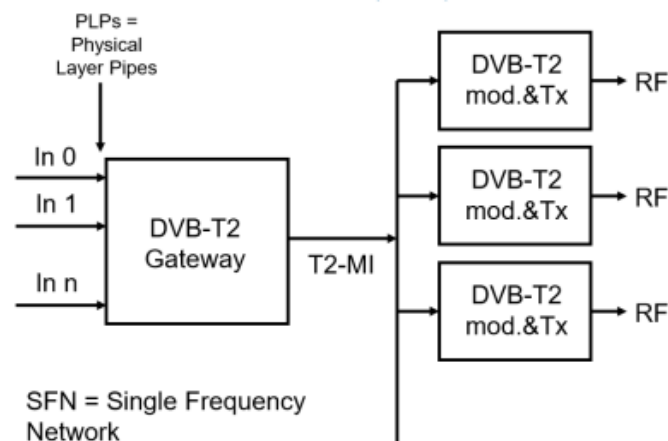 PLPs =
Physical
Layer Pipes
In 0
In 1
In n
DVB-T2
Gateway
T2-MI
DVB-T2
mod.&Tx
RF
DVB-T2
mod.&Tx
RF
DVB-T2
mod.&Tx
RF
SFN = Single Frequency
Network